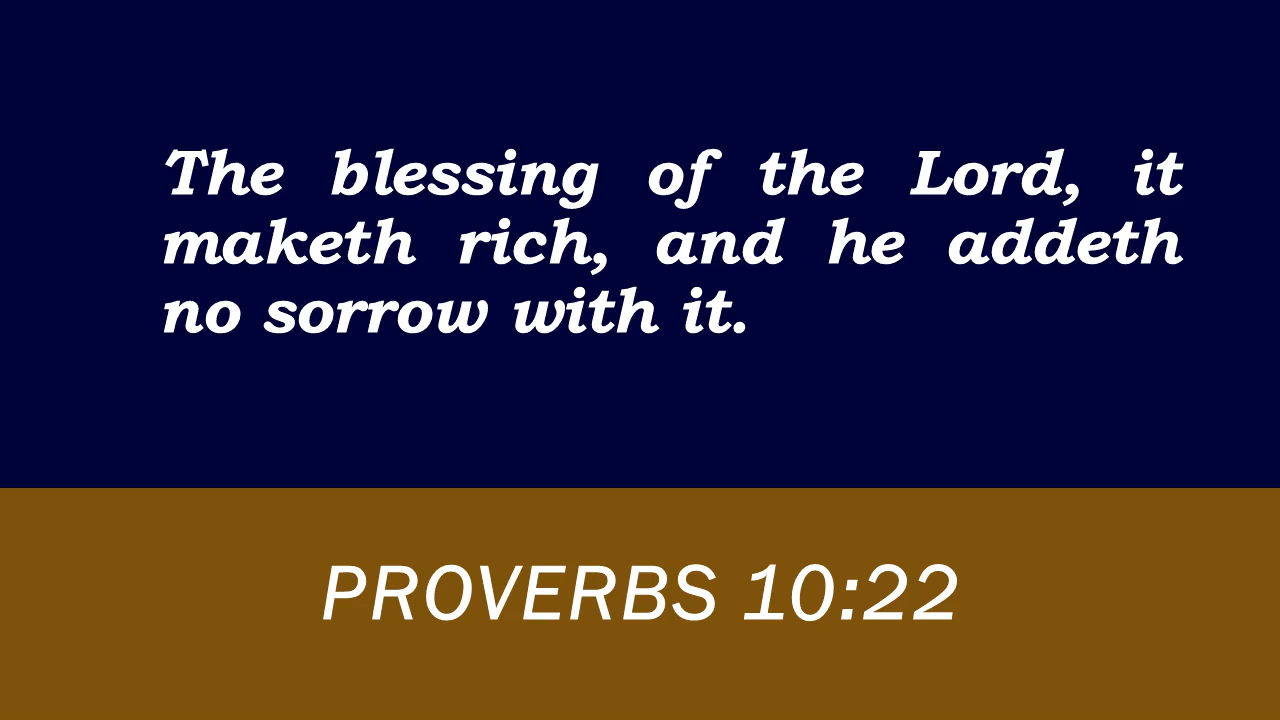 The blessing of the Lord, it
maketh rich, and he addeth
no sorrow with it.
PROVERBS 10:22